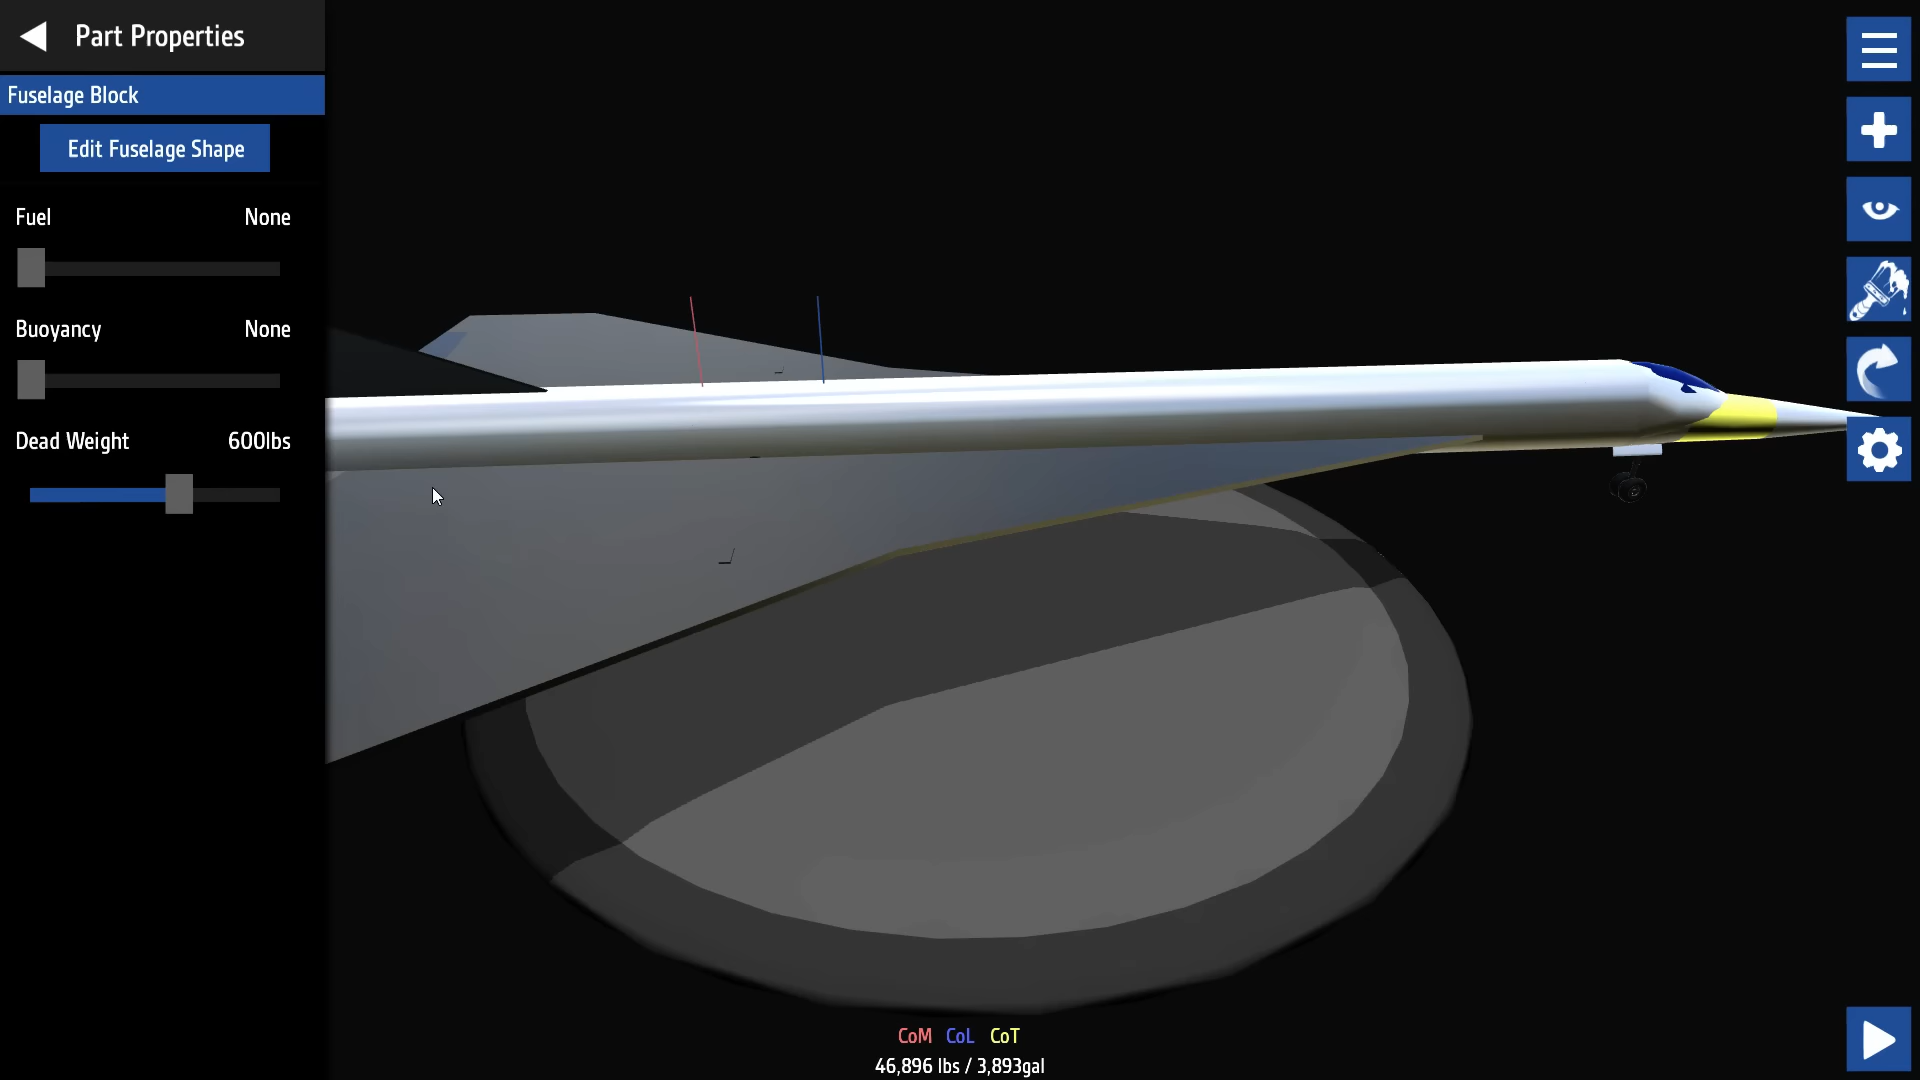 Part Properties
Fuselage Block
Edit Fuselage Shape
Fuel None
Buoyancy None
Dead Weight 600lbs
CoM CoL CoT
46,896 lbs / 3,893gal